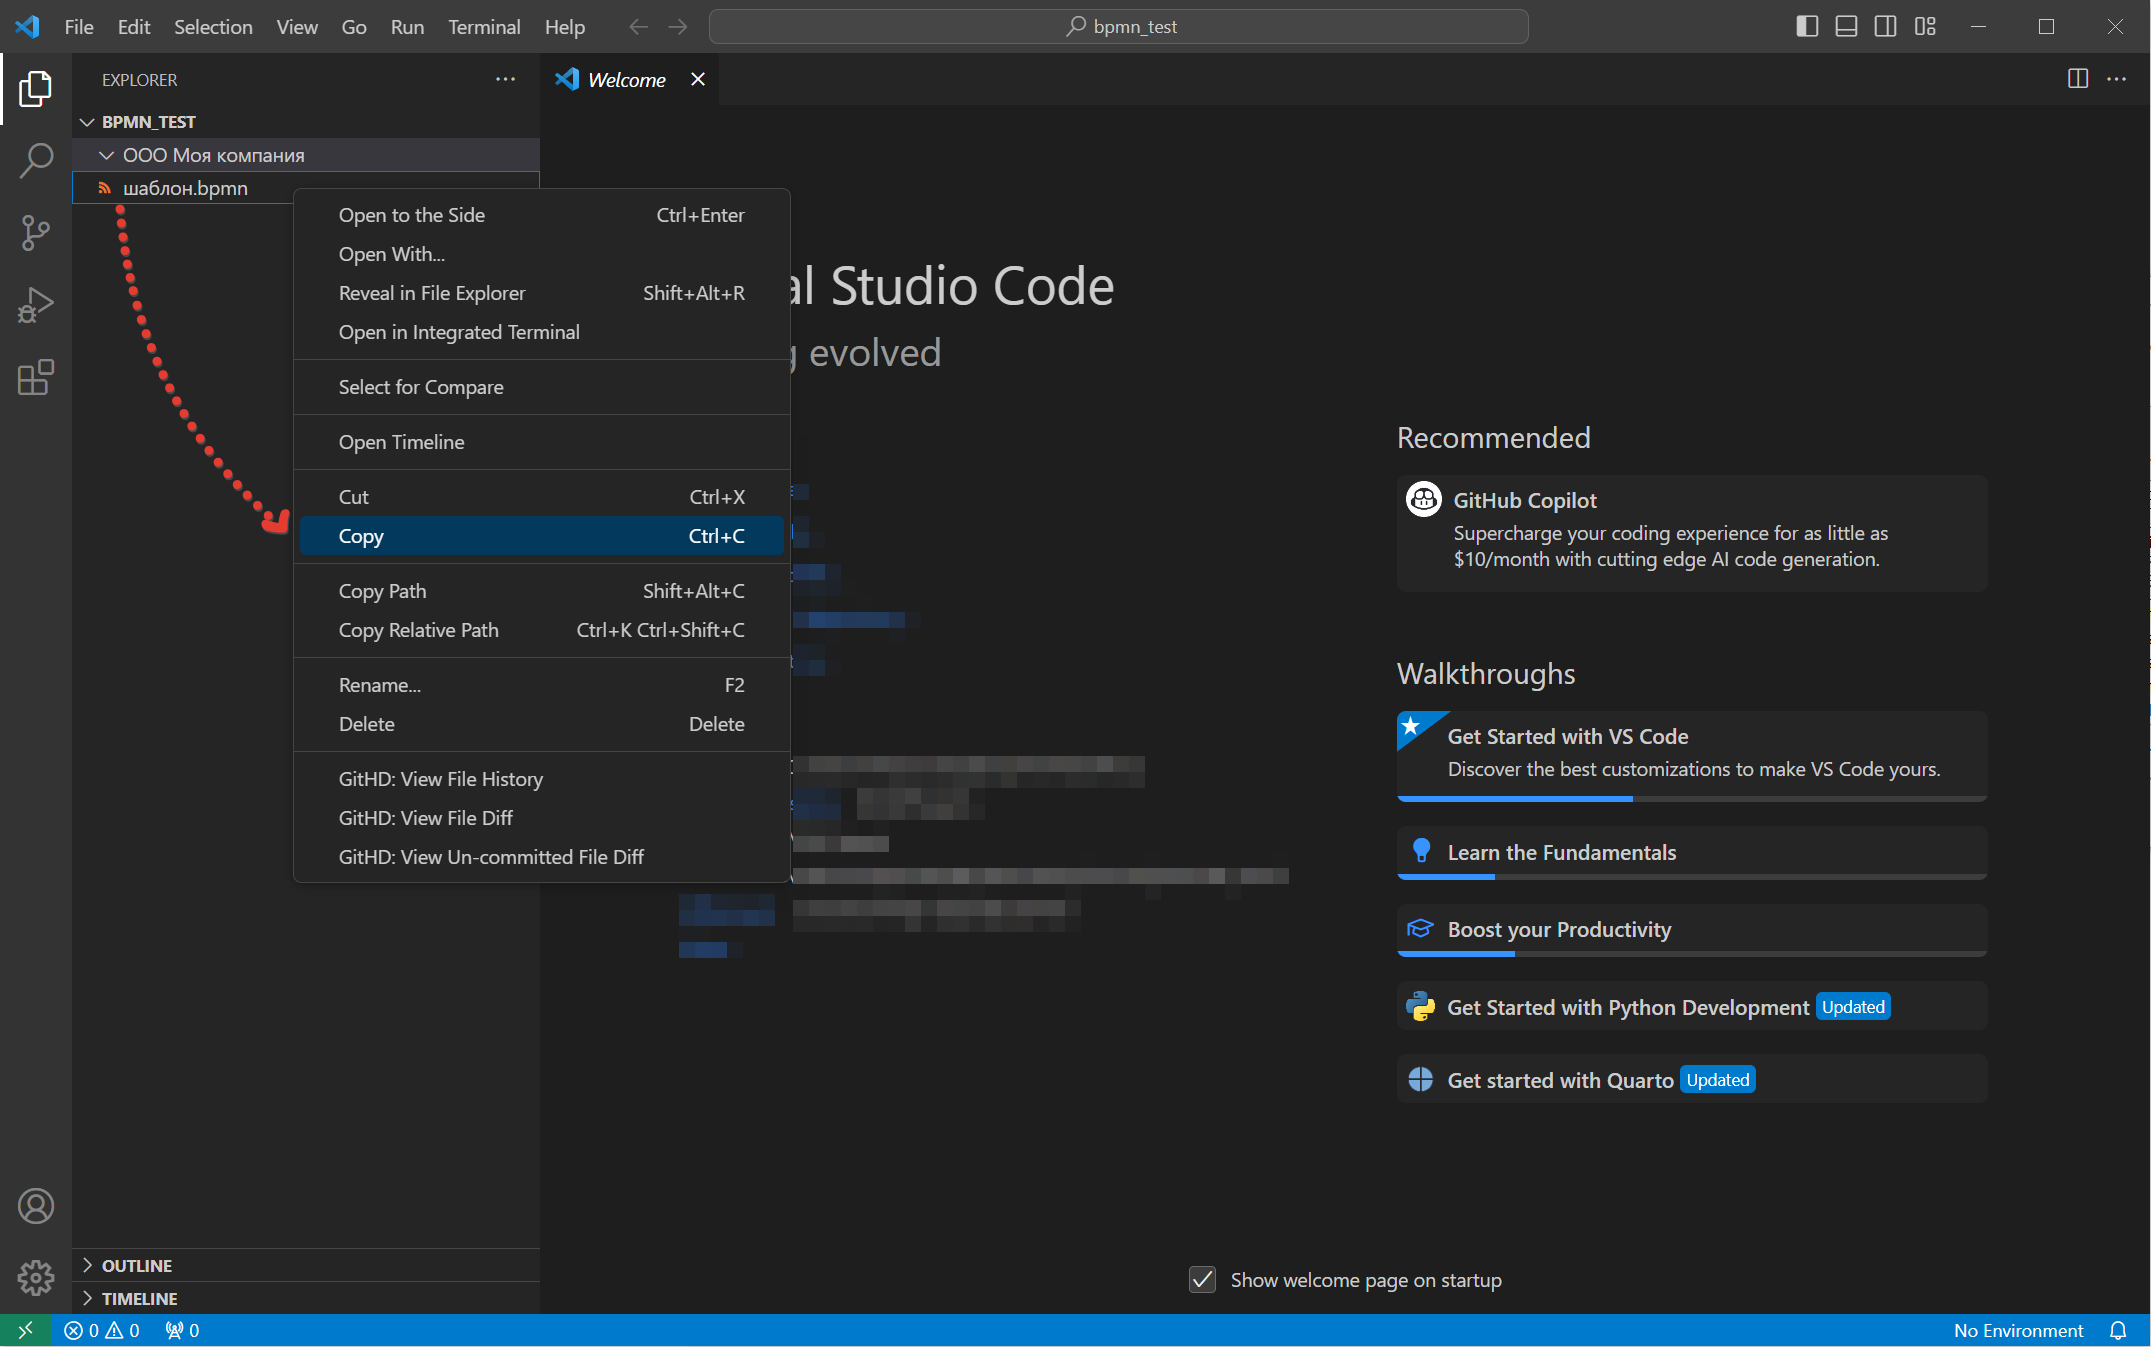 File Edit Selection View Go Run Terminal Help
bpmn_test
EXPLORER
Welcome
BPMN_TEST
ООО Моя компания
шаблон.bpmn
Open to the Side Ctrl+Enter
Open With...
Reveal in File Explorer Shift+Alt+R
Open in Integrated Terminal
Select for Compare
Open Timeline
Cut Ctrl+X
Copy Ctrl+C
Copy Path Shift+Alt+C
Copy Relative Path Ctrl+K Ctrl+Shift+C
Rename... F2
Delete Delete
GitHD: View File History
GitHD: View File Diff
GitHD: View Un-committed File Diff
Studio Code
evolved
Recommended
GitHub Copilot
Supercharge your coding experience for as little as
$10/month with cutting edge AI code generation.
Walkthroughs
Get Started with VS Code
Discover the best customizations to make VS Code yours.
Learn the Fundamentals
Boost your Productivity
Get Started with Python Development Updated
Get started with Quarto Updated
Show welcome page on startup
OUTLINE
TIMELINE
0 0 0
No Environment